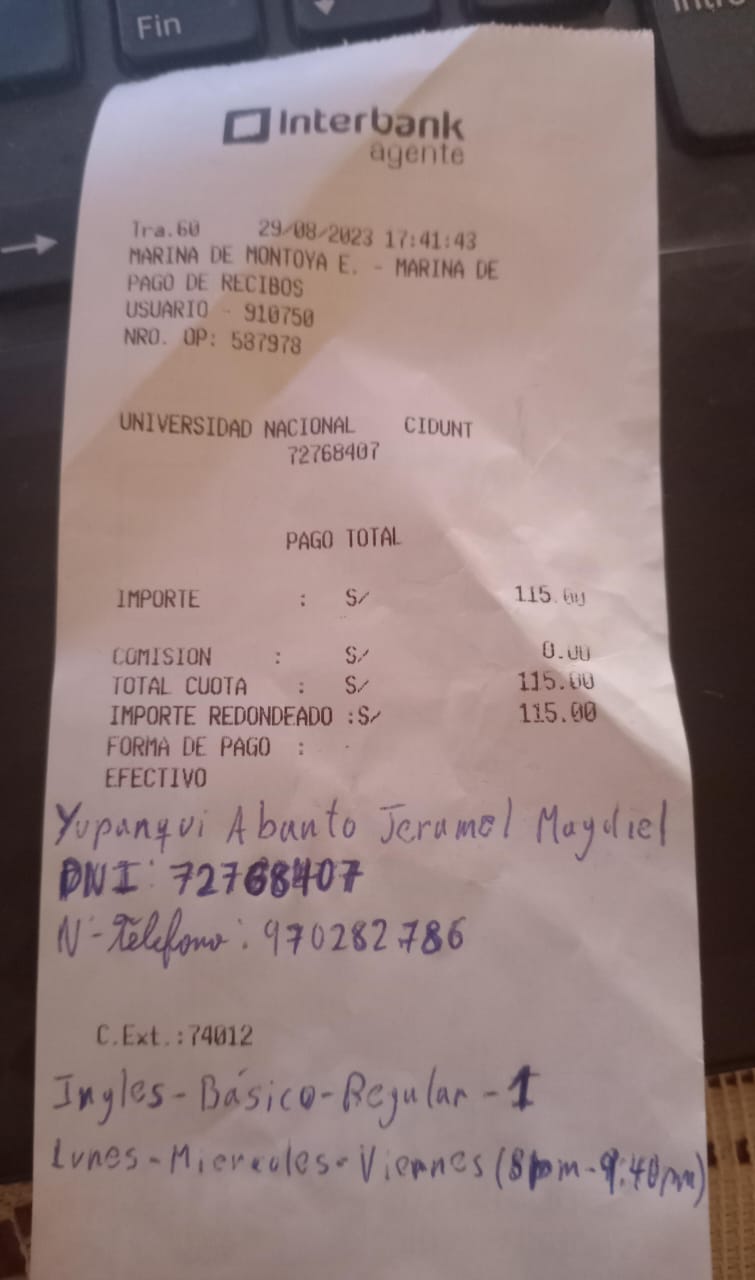 Fin
Intro
Interbank
agente
Tra.60 29/08/2023 17:41:43
MARINA DE MONTOYA E. - MARINA DE
PAGO DE RECIBOS
USUARIO - 910750
NRO. OP: 587978
UNIVERSIDAD NACIONAL CIDUNT
72768407
PAGO TOTAL
IMPORTE : S/ 115.00
COMISION : S/ 0.00
TOTAL CUOTA : S/ 115.00
IMPORTE REDONDEADO :S/ 115.00
FORMA DE PAGO :
EFECTIVO
Yupanqui Abanto Jeramel Magdiel
DNI: 72768407
N-Teléfono: 970282786
C.Ext.:74012
Ingles-Básico-Regular-1
Lunes-Miercoles-Viernes (8pm-9:40pm)